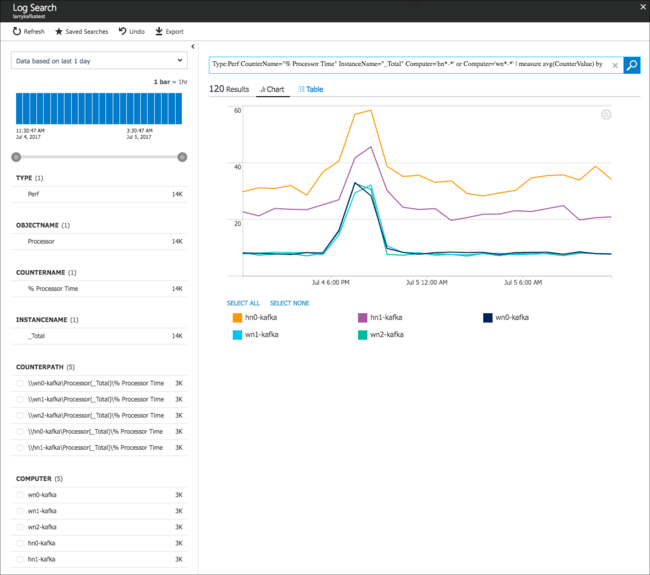 Log Search
larrykafkatest
Refresh Saved Searches Undo Export
Data based on last 1 day
1 bar = 1hr
11:30:47 AM 3:30:47 AM
Jul 4, 2017 Jul 5, 2017
TYPE (1)
Perf 14K
OBJECTNAME (1)
Processor 14K
COUNTERNAME (1)
% Processor Time 14K
INSTANCENAME (1)
_Total 14K
COUNTERPATH (5)
\\wn0-kafka\Processor(_Total)\% Processor Time 3K
\\wn1-kafka\Processor(_Total)\% Processor Time 3K
\\wn2-kafka\Processor(_Total)\% Processor Time 3K
\\hn0-kafka\Processor(_Total)\% Processor Time 3K
\\hn1-kafka\Processor(_Total)\% Processor Time 3K
COMPUTER (5)
wn0-kafka 3K
wn1-kafka 3K
wn2-kafka 3K
hn0-kafka 3K
hn1-kafka 3K
Type:Perf CounterName="% Processor Time" InstanceName="_Total" Computer='hn*-*' or Computer='wn*-*' | measure avg(CounterValue) by
120 Results Chart Table
60
40
20
Jul 4 6:00 PM Jul 5 12:00 AM Jul 5 6:00 AM
SELECT ALL SELECT NONE
hn0-kafka hn1-kafka wn0-kafka
wn1-kafka wn2-kafka